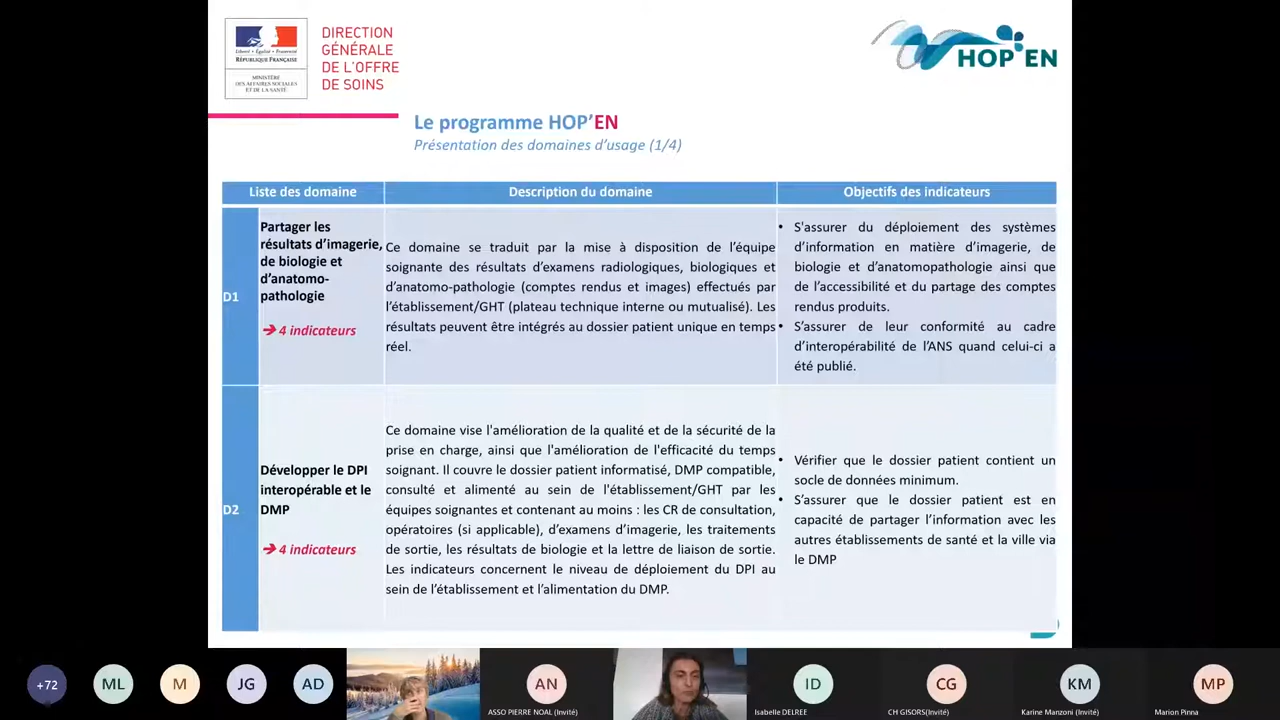 Liberté • Égalité • Fraternité
RÉPUBLIQUE FRANÇAISE
MINISTÈRE
DES AFFAIRES SOCIALES
ET DE LA SANTÉ
DIRECTION
GÉNÉRALE
DE L'OFFRE
DE SOINS
HOP'EN
Le programme HOP'EN
Présentation des domaines d'usage (1/4)
Liste des domaine
Description du domaine
Objectifs des indicateurs
D1
Partager les
résultats d'imagerie,
de biologie et
d'anatomo-
pathologie
➔ 4 indicateurs
Ce domaine se traduit par la mise à disposition de l'équipe
soignante des résultats d'examens radiologiques, biologiques et
d'anatomo-pathologie (comptes rendus et images) effectués par
l'établissement/GHT (plateau technique interne ou mutualisé). Les
résultats peuvent être intégrés au dossier patient unique en temps
réel.
• S'assurer du déploiement des systèmes
d'information en matière d'imagerie, de
biologie et d'anatomopathologie ainsi que
de l'accessibilité et du partage des comptes
rendus produits.
• S'assurer de leur conformité au cadre
d'interopérabilité de l'ANS quand celui-ci a
été publié.
D2
Développer le DPI
interopérable et le
DMP
➔ 4 indicateurs
Ce domaine vise l'amélioration de la qualité et de la sécurité de la
prise en charge, ainsi que l'amélioration de l'efficacité du temps
soignant. Il couvre le dossier patient informatisé, DMP compatible,
consulté et alimenté au sein de l'établissement/GHT par les
équipes soignantes et contenant au moins : les CR de consultation,
opératoires (si applicable), d'examens d'imagerie, les traitements
de sortie, les résultats de biologie et la lettre de liaison de sortie.
Les indicateurs concernent le niveau de déploiement du DPI au
sein de l'établissement et l'alimentation du DMP.
• Vérifier que le dossier patient contient un
socle de données minimum.
• S'assurer que le dossier patient est en
capacité de partager l'information avec les
autres établissements de santé et la ville via
le DMP
+72
ML
M
JG
AD
AN
ID
CG
KM
MP
ASSO PIERRE NOAL (Invité)
Isabelle DELREE
CH GISORS(Invité)
Karine Manzoni (Invité)
Marion Pinna